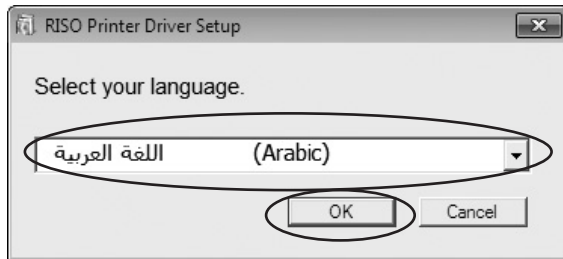 RISO Printer Driver Setup
Select your language.
اللغة العربية (Arabic)
OK Cancel